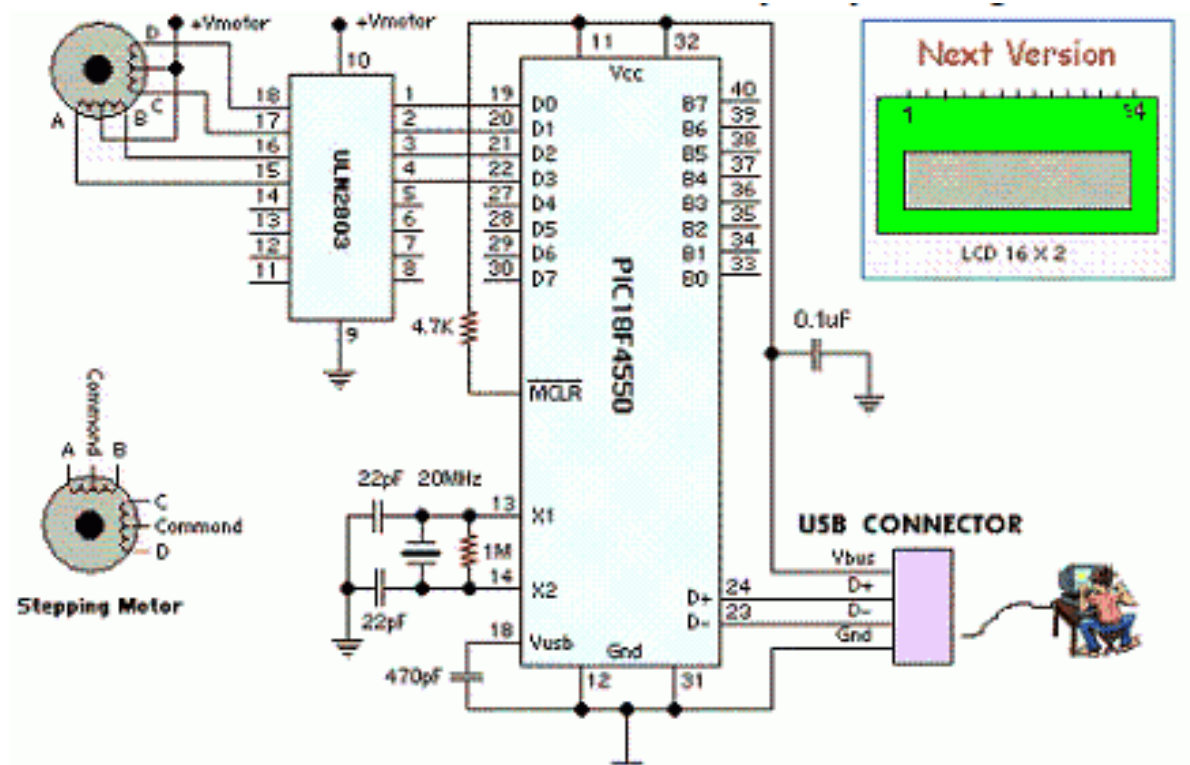 +Vmotor
+Vmotor
D
C
A
B
10
18
17
16
15
14
13
12
11
ULN2803
1
2
3
4
5
6
7
8
9
11
32
Vcc
19
20
21
22
27
28
29
30
D0
D1
D2
D3
D4
D5
D6
D7
PIC18F4550
B7
B6
B5
B4
B3
B2
B1
B0
40
39
38
37
36
35
34
33
Next Version
1
LCD 16 X 2
4.7K
MCLR
0.1uF
Commond
A
B
C
Commond
D
Stepping Motor
22pF
20MHz
13
X1
1M
14
X2
22pF
18
Vusb
470pF
Gnd
12
31
D+
D-
24
23
USB CONNECTOR
Vbus
D+
D-
Gnd